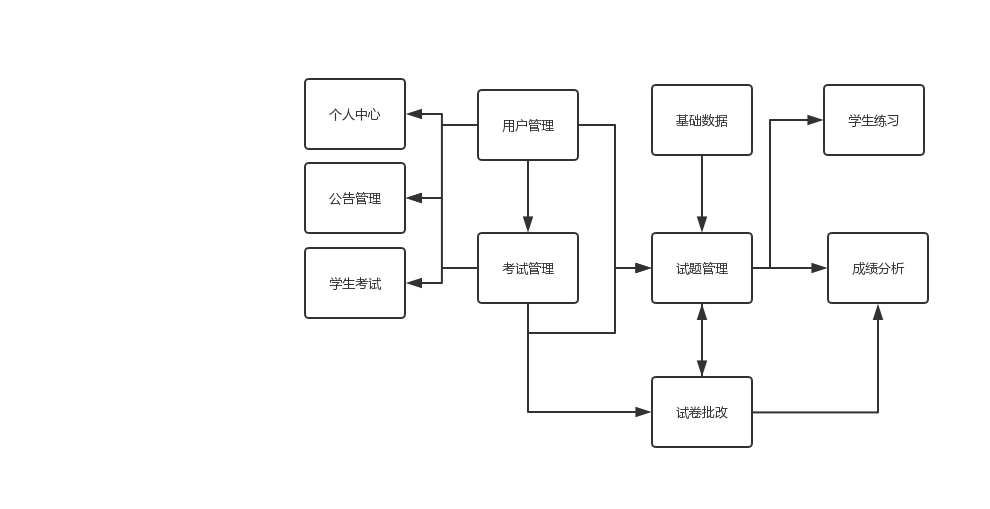 个人中心
用户管理
基础数据
学生练习
公告管理
学生考试
考试管理
试题管理
成绩分析
试卷批改